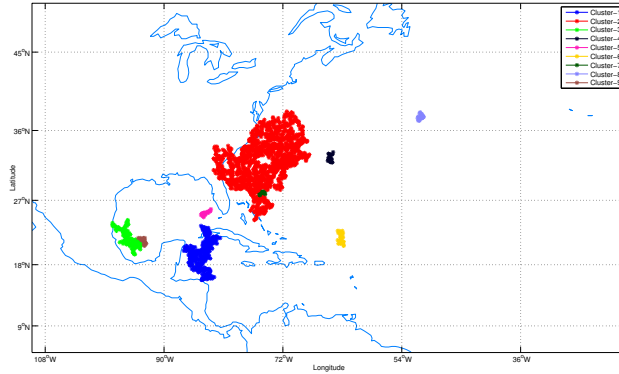 Cluster-1
Cluster-2
Cluster-3
Cluster-4
Cluster-5
Cluster-6
Cluster-7
Cluster-8
Cluster-9
45°N
36°N
27°N
18°N
9°N
Latitude
108°W 90°W 72°W 54°W 36°W
Longitude